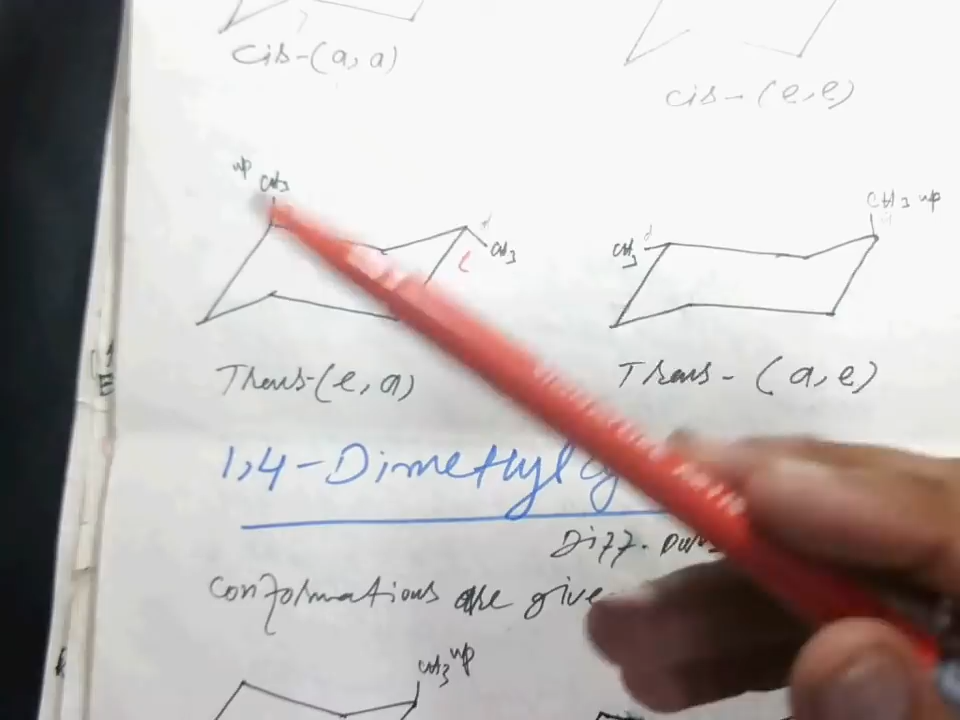 cis-(a,a)
cis-(e,e)
up CH3
CH3 up
d CH3
e
d
CH3
Trans-(e,a)
Trans-(a,e)
1,4-Dimethyl
Diff.
conformations are give
CH3 up